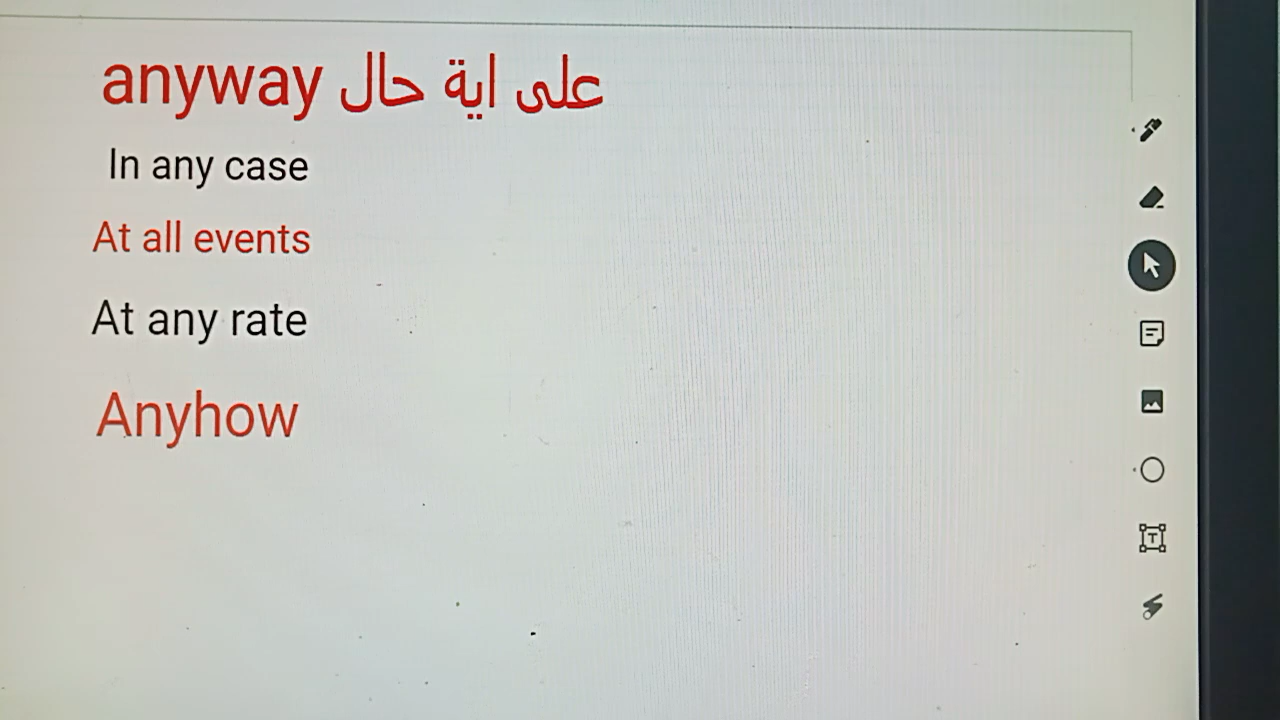 anyway على اية حال
In any case
At all events
At any rate
Anyhow